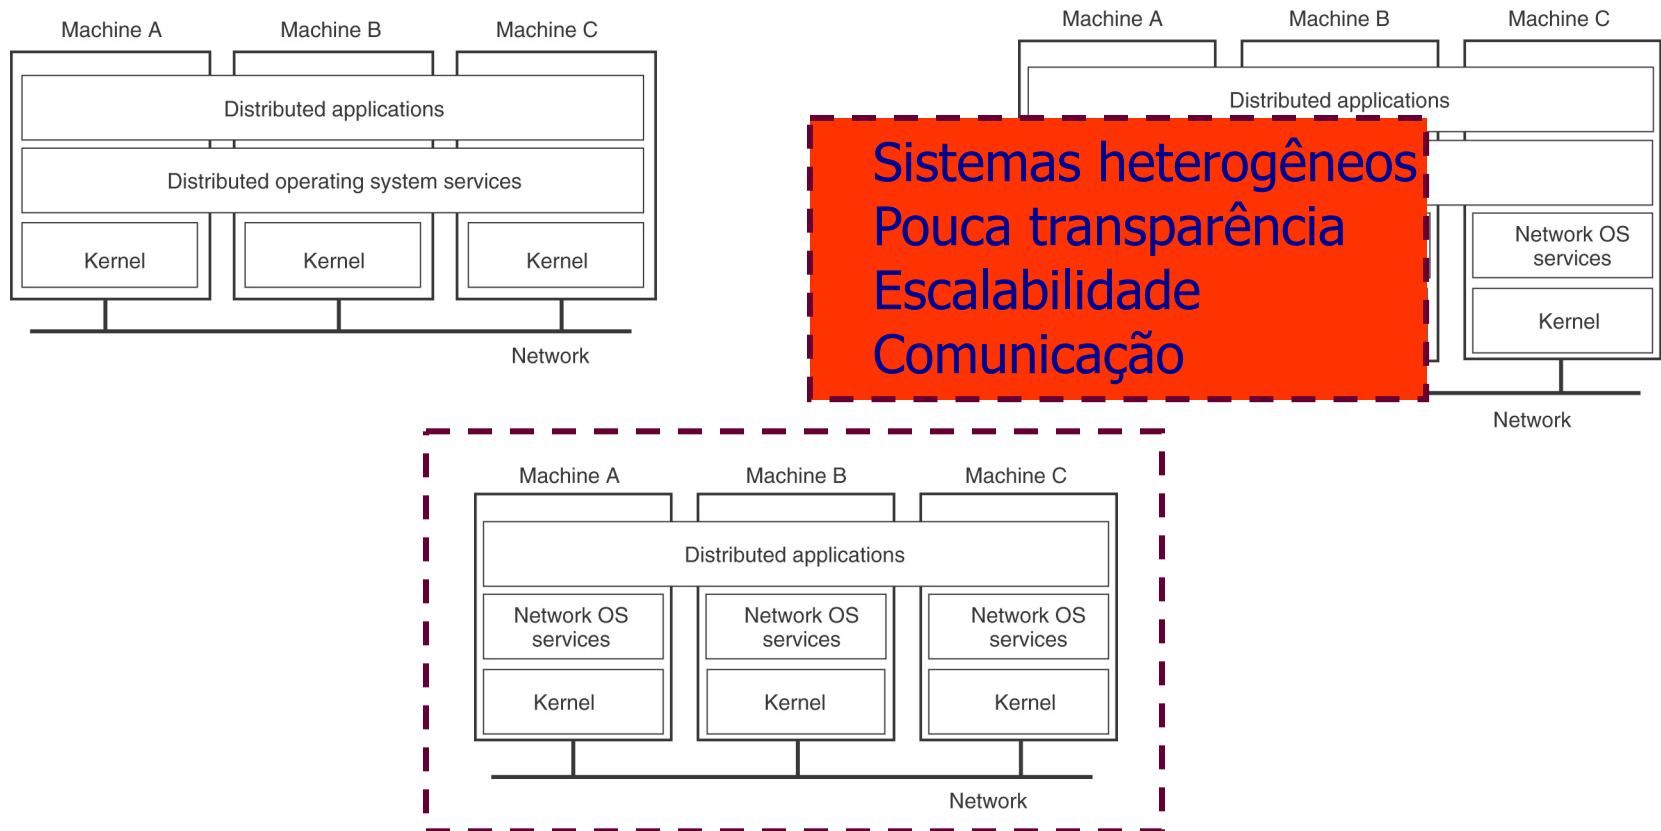 Machine A Machine B Machine C
Distributed applications
Distributed operating system services
Kernel Kernel Kernel
Network
Machine A Machine B Machine C
Distributed applications
Sistemas heterogêneos
Pouca transparência
Escalabilidade
Comunicação
Network OS
services
Kernel
Network
Machine A Machine B Machine C
Distributed applications
Network OS Network OS Network OS
services services services
Kernel Kernel Kernel
Network